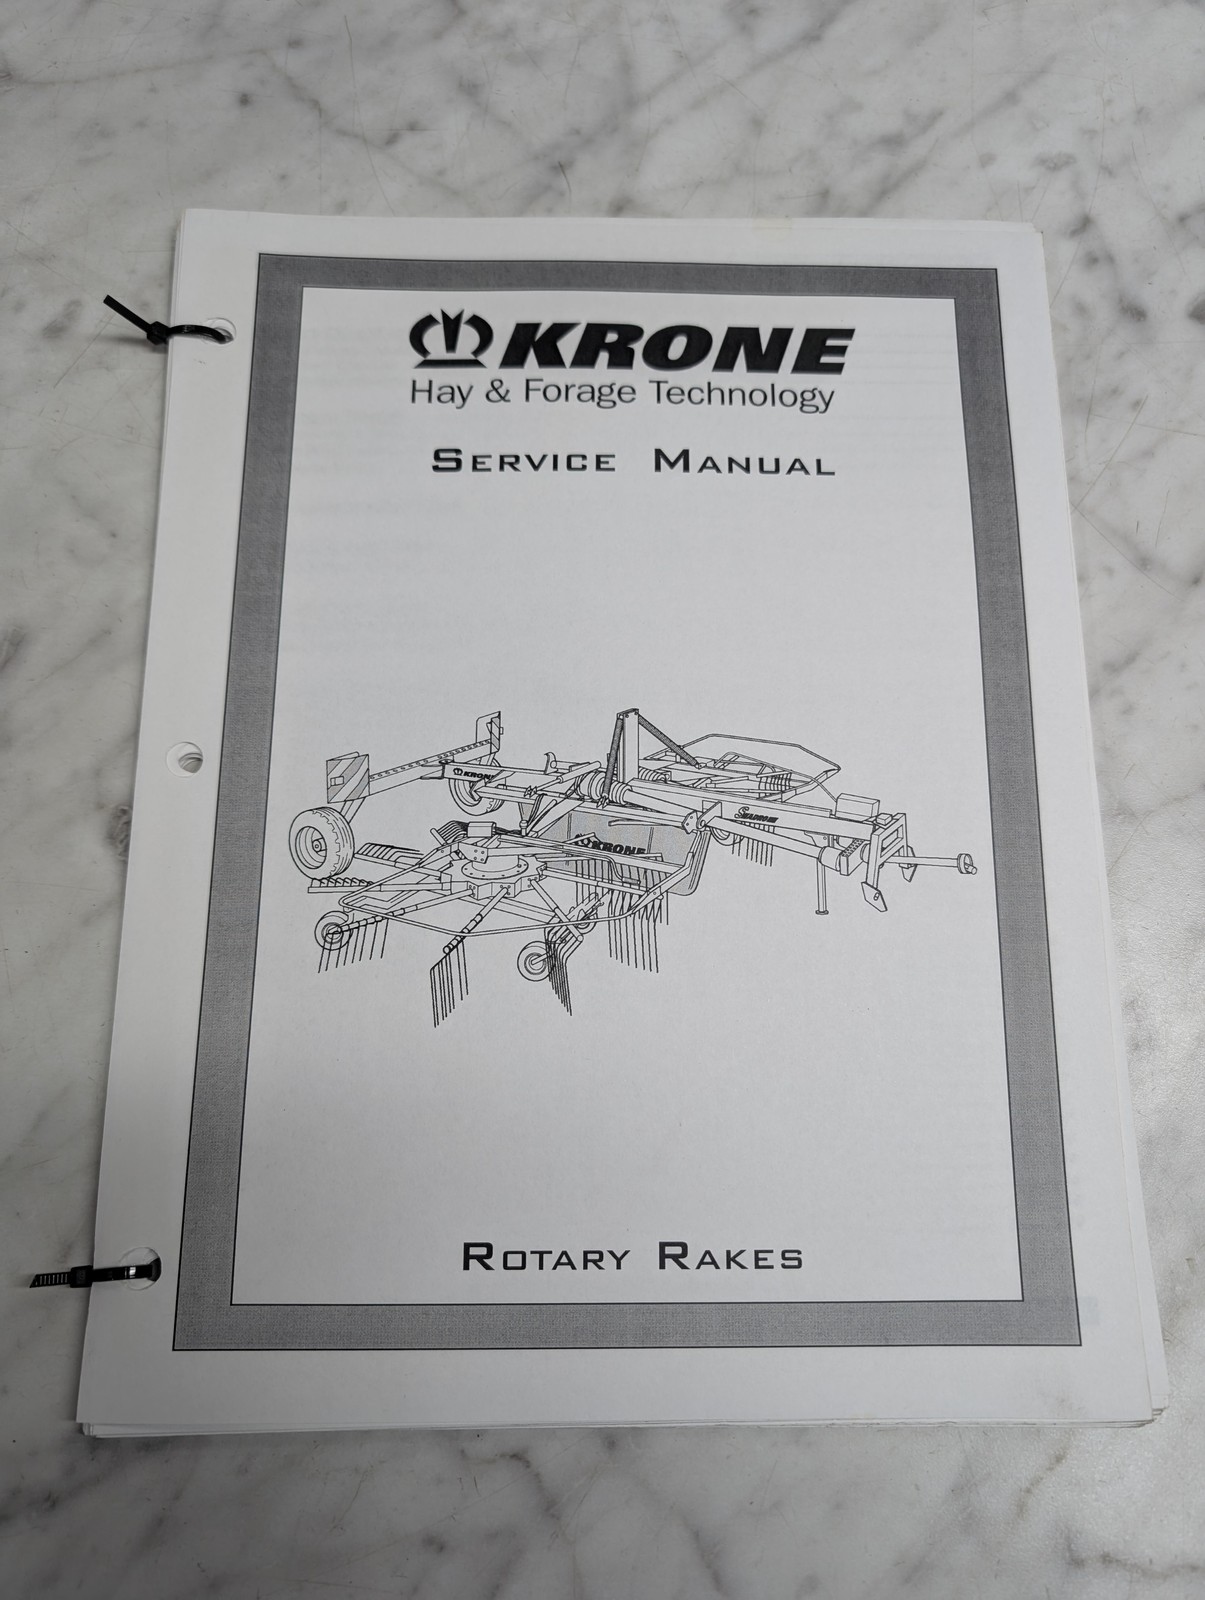 KRONE
Hay & Forage Technology
SERVICE MANUAL
KRONE
KRONE
ROTARY RAKES